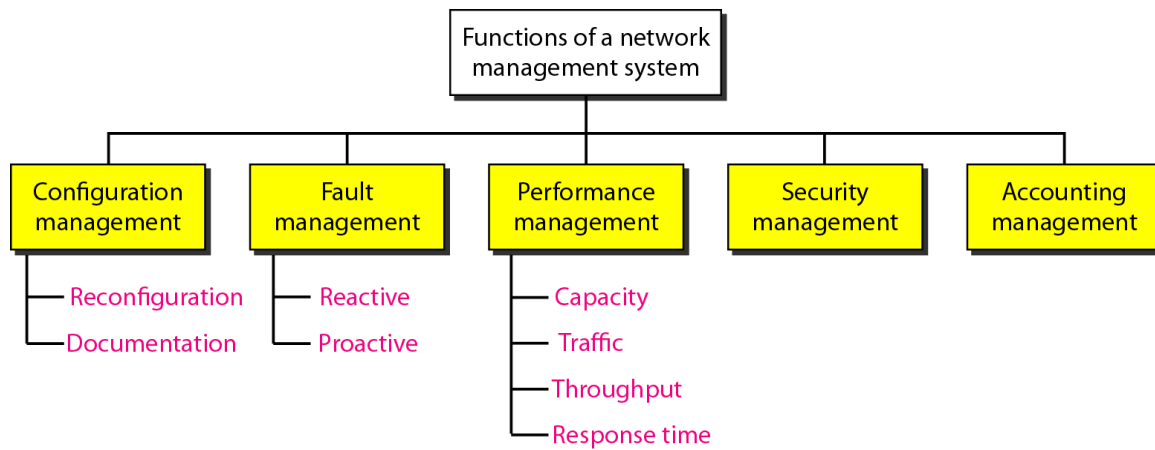 Functions of a network
management system
Configuration
management
Fault
management
Performance
management
Security
management
Accounting
management
Reconfiguration
Documentation
Reactive
Proactive
Capacity
Traffic
Throughput
Response time